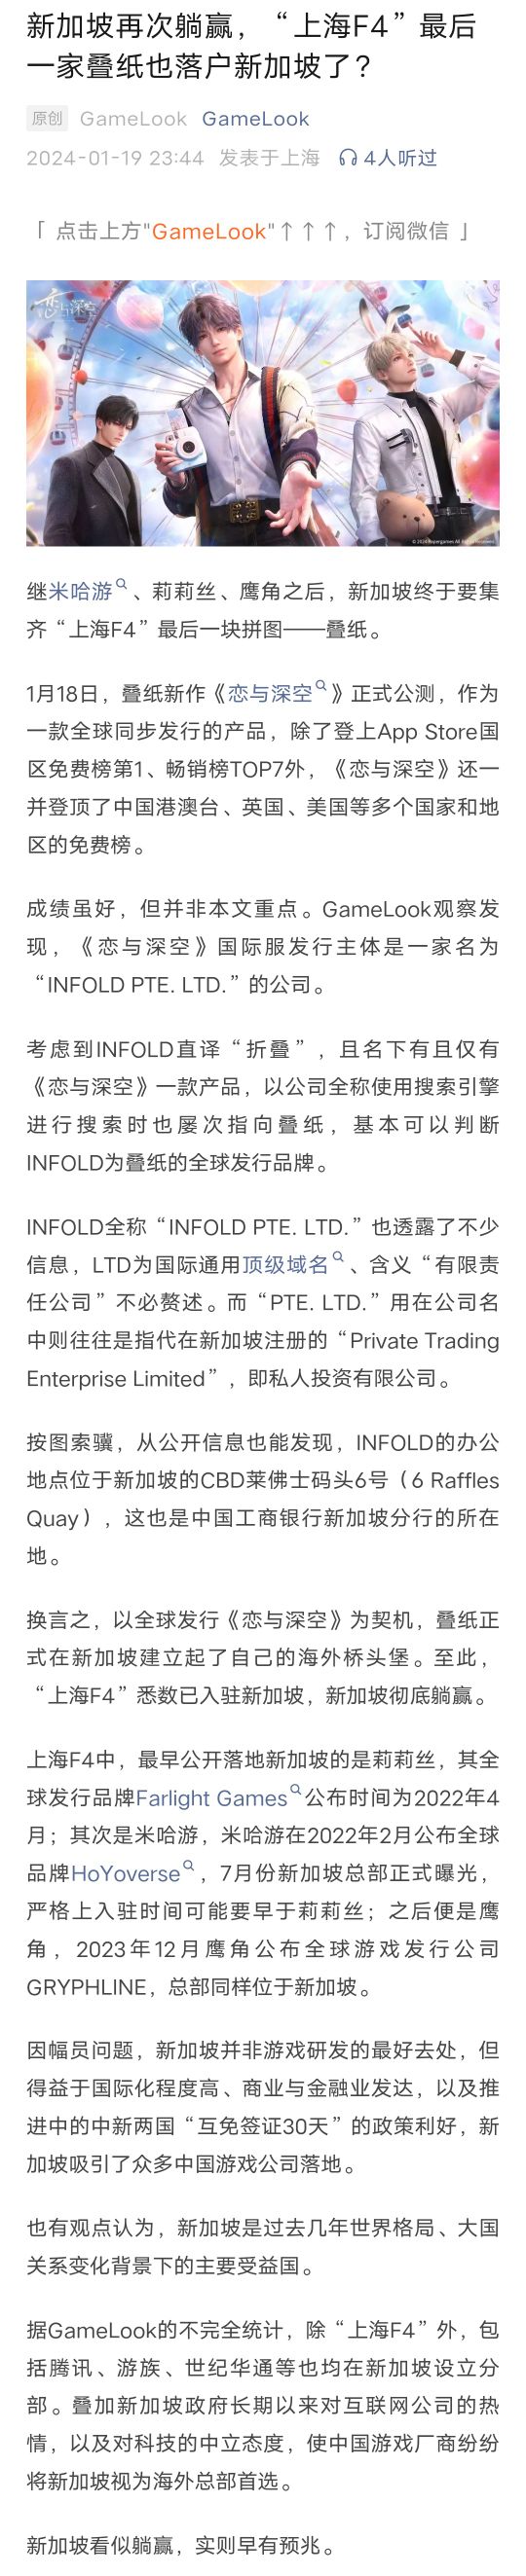 新加坡再次躺赢，“上海F4”最后
一家叠纸也落户新加坡了？
原创 GameLook GameLook
2024-01-19 23:44 发表于上海 4人听过
「 点击上方"GameLook"↑↑↑，订阅微信 」
恋与深空
继米哈游、莉莉丝、鹰角之后，新加坡终于要集
齐“上海F4”最后一块拼图——叠纸。
1月18日，叠纸新作《恋与深空》正式公测，作为
一款全球同步发行的产品，除了登上App Store国
区免费榜第1、畅销榜TOP7外，《恋与深空》还一
并登顶了中国港澳台、英国、美国等多个国家和地
区的免费榜。
成绩虽好，但并非本文重点。GameLook观察发
现，《恋与深空》国际服发行主体是一家名为
“INFOLD PTE. LTD.”的公司。
考虑到INFOLD直译“折叠”，且名下有且仅有
《恋与深空》一款产品，以公司全称使用搜索引擎
进行搜索时也屡次指向叠纸，基本可以判断
INFOLD为叠纸的全球发行品牌。
INFOLD全称“INFOLD PTE. LTD.”也透露了不少
信息，LTD为国际通用顶级域名、含义“有限责
任公司”不必赘述。而“PTE. LTD.”用在公司名
中则往往是指代在新加坡注册的“Private Trading
Enterprise Limited”，即私人投资有限公司。
按图索骥，从公开信息也能发现，INFOLD的办公
地点位于新加坡的CBD莱佛士码头6号（6 Raffles
Quay），这也是中国工商银行新加坡分行的所在
地。
换言之，以全球发行《恋与深空》为契机，叠纸正
式在新加坡建立起了自己的海外桥头堡。至此，
“上海F4”悉数已入驻新加坡，新加坡彻底躺赢。
上海F4中，最早公开落地新加坡的是莉莉丝，其全
球发行品牌Farlight Games公布时间为2022年4
月；其次是米哈游，米哈游在2022年2月公布全球
品牌HoYoverse，7月份新加坡总部正式曝光，
严格上入驻时间可能要早于莉莉丝；之后便是鹰
角，2023年12月鹰角公布全球游戏发行公司
GRYPHLINE，总部同样位于新加坡。
因幅员问题，新加坡并非游戏研发的最好去处，但
得益于国际化程度高、商业与金融业发达，以及推
进中的中新两国“互免签证30天”的政策利好，新
加坡吸引了众多中国游戏公司落地。
也有观点认为，新加坡是过去几年世界格局、大国
关系变化背景下的主要受益国。
据GameLook的不完全统计，除“上海F4”外，包
括腾讯、游族、世纪华通等也均在新加坡设立分
部。叠加新加坡政府长期以来对互联网公司的热
情，以及对科技的中立态度，使中国游戏厂商纷纷
将新加坡视为海外总部首选。
新加坡看似躺赢，实则早有预兆。